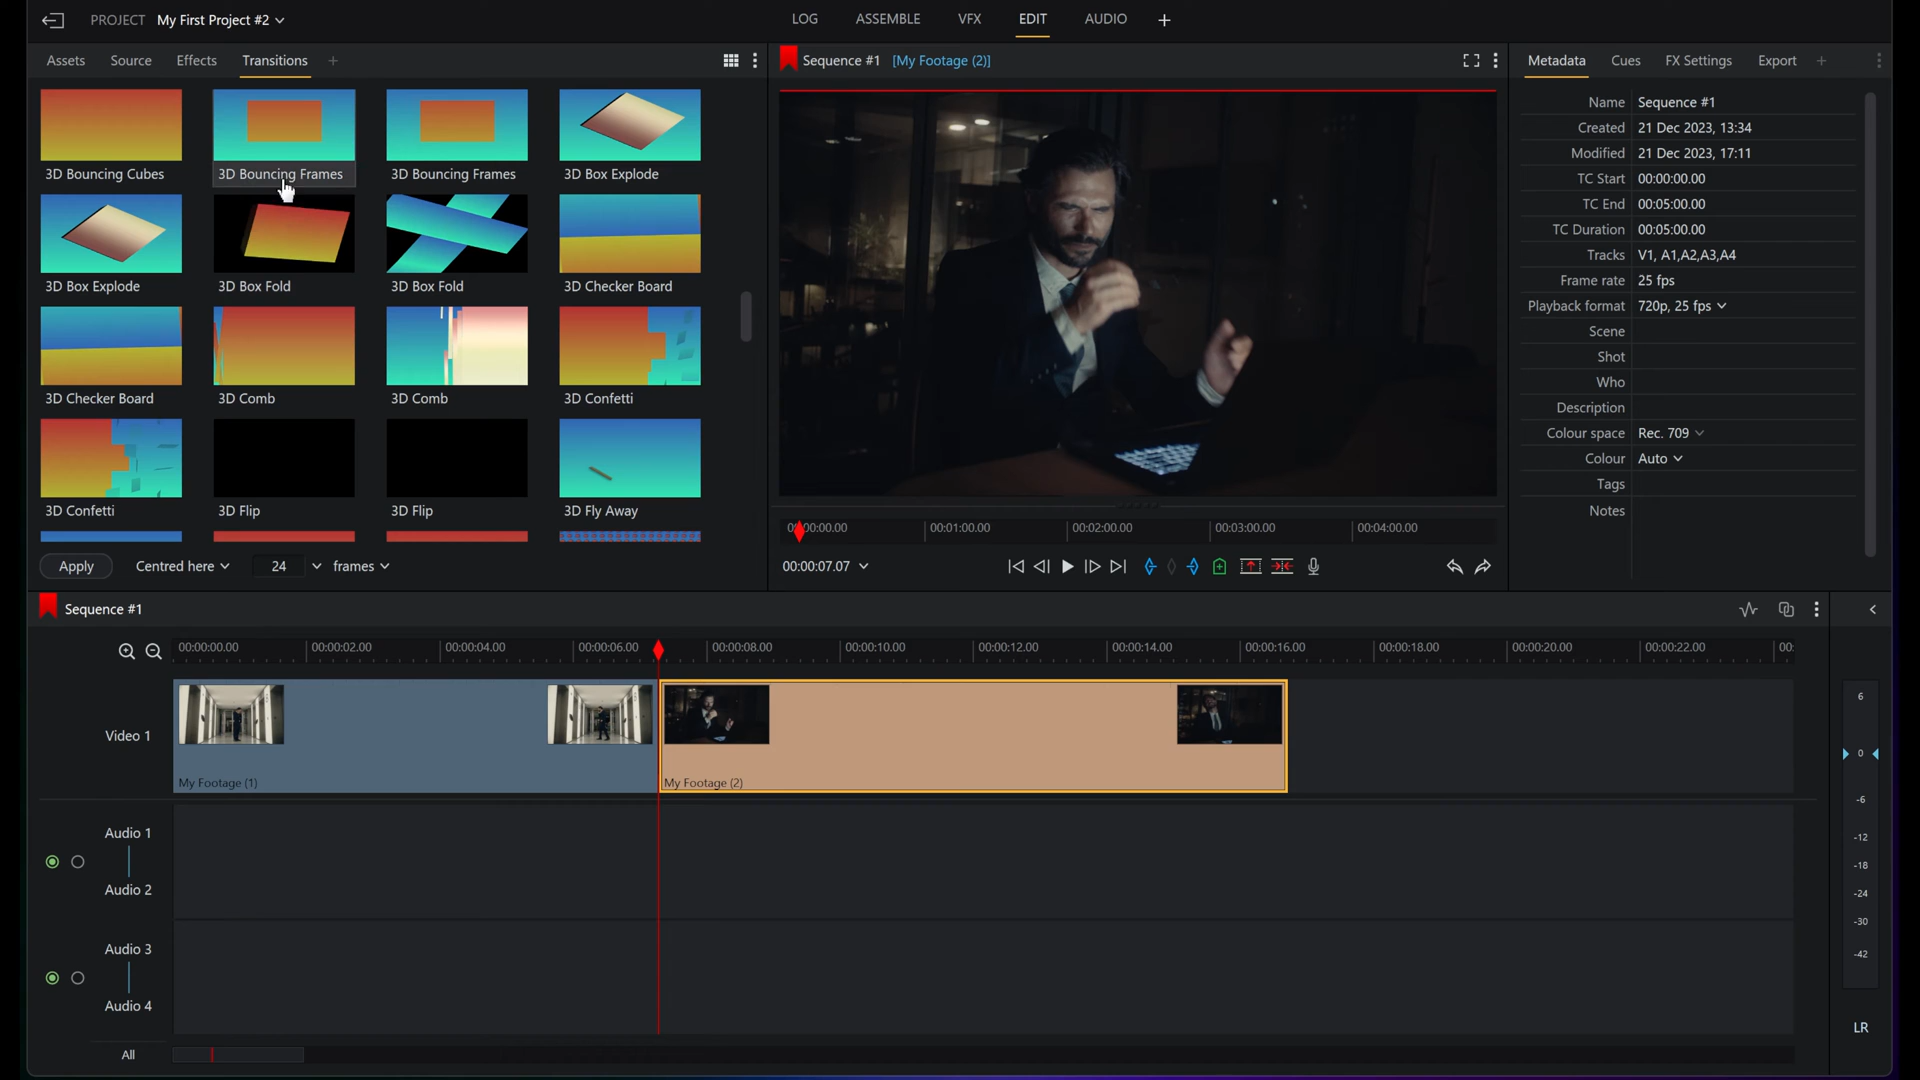 PROJECT My First Project #2
LOG ASSEMBLE VFX EDIT AUDIO
Assets Source Effects Transitions
3D Bouncing Cubes 3D Bouncing Frames 3D Bouncing Frames 3D Box Explode
3D Box Explode 3D Box Fold 3D Box Fold 3D Checker Board
3D Checker Board 3D Comb 3D Comb 3D Confetti
3D Confetti 3D Flip 3D Flip 3D Fly Away
Apply Centred here 24 frames
Sequence #1 [My Footage (2)]
00:01:00.00 00:02:00.00 00:03:00.00 00:04:00.00
00:00:07.07
Metadata Cues FX Settings Export
Name Sequence #1
Created 21 Dec 2023, 13:34
Modified 21 Dec 2023, 17:11
TC Start 00:00:00.00
TC End 00:05:00.00
TC Duration 00:05:00.00
Tracks V1, A1,A2,A3,A4
Frame rate 25 fps
Playback format 720p, 25 fps
Scene
Shot
Who
Description
Colour space Rec. 709
Colour Auto
Tags
Notes
Sequence #1
00:00:00.00 00:00:02.00 00:00:04.00 00:00:06.00 00:00:08.00 00:00:10.00 00:00:12.00 00:00:14.00 00:00:16.00 00:00:18.00 00:00:20.00 00:00:22.00 00:
Video 1
My Footage (1) My Footage (2)
Audio 1
Audio 2
Audio 3
Audio 4
All
6
0
-6
-12
-18
-24
-30
-42
LR